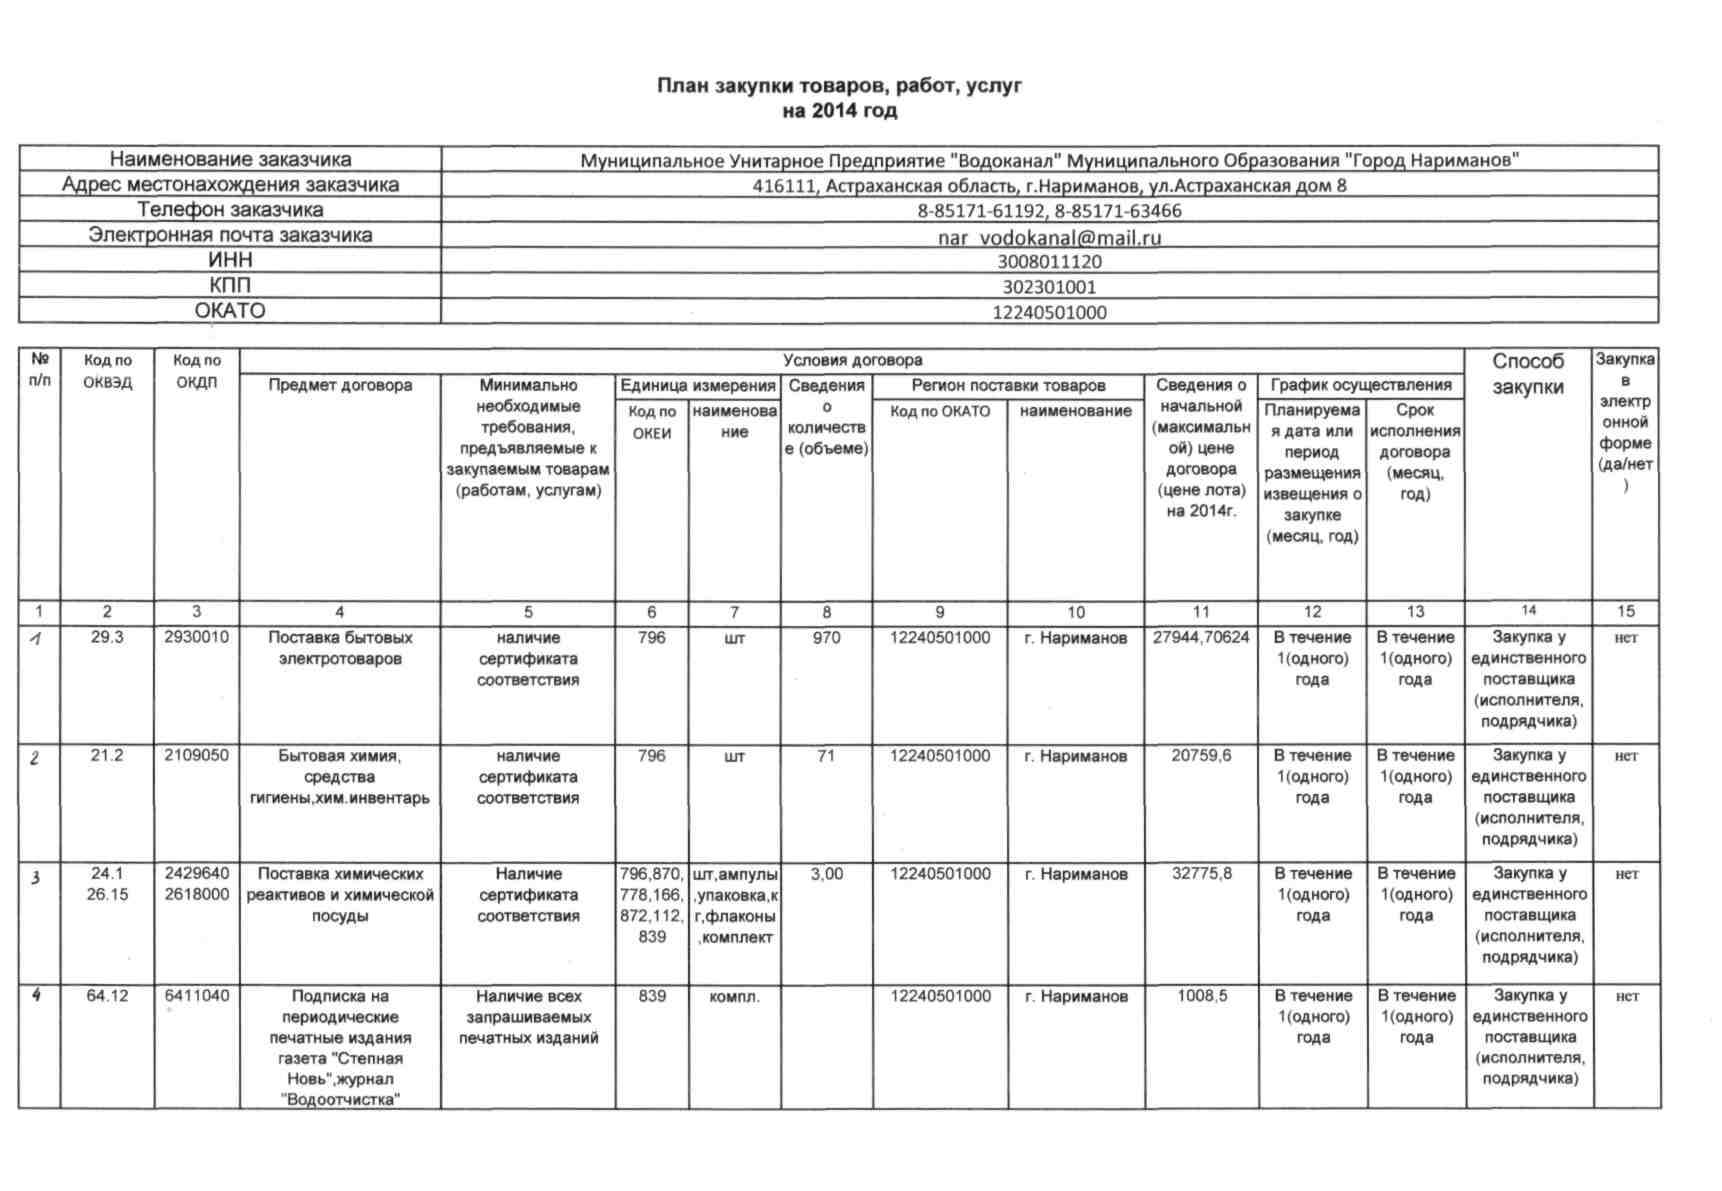 План закупки товаров, работ, услуг
на 2014 год
Наименование заказчика Муниципальное Унитарное Предприятие "Водоканал" Муниципального Образования "Город Нариманов"
Адрес местонахождения заказчика 416111, Астраханская область, г.Нариманов, ул.Астраханская дом 8
Телефон заказчика 8-85171-61192, 8-85171-63466
Электронная почта заказчика nar_vodokanal@mail.ru
ИНН 3008011120
КПП 302301001
ОКАТО 12240501000
№
п/п
Код по
ОКВЭД
Код по
ОКДП
Условия договора
Предмет договора
Минимально
необходимые
требования,
предъявляемые к
закупаемым товарам
(работам, услугам)
Единица измерения
Код по
ОКЕИ
наименова
ние
Сведения
о
количеств
е (объеме)
Регион поставки товаров
Код по ОКАТО
наименование
Сведения о
начальной
(максимальн
ой) цене
договора
(цене лота)
на 2014г.
График осуществления
Планируема
я дата или
период
размещения
извещения о
закупке
(месяц, год)
Срок
исполнения
договора
(месяц,
год)
Способ
закупки
Закупка
в
электр
онной
форме
(да/нет
)
1 2 3 4 5 6 7 8 9 10 11 12 13 14 15
1
29.3
2930010
Поставка бытовых
электротоваров
наличие
сертификата
соответствия
796
шт
970
12240501000
г. Нариманов
27944,70624
В течение
1(одного)
года
В течение
1(одного)
года
Закупка у
единственного
поставщика
(исполнителя,
подрядчика)
нет
2
21.2
2109050
Бытовая химия,
средства
гигиены,хим.инвентарь
наличие
сертификата
соответствия
796
шт
71
12240501000
г. Нариманов
20759,6
В течение
1(одного)
года
В течение
1(одного)
года
Закупка у
единственного
поставщика
(исполнителя,
подрядчика)
нет
3
24.1
26.15
2429640
2618000
Поставка химических
реактивов и химической
посуды
Наличие
сертификата
соответствия
796,870,
778,166,
872,112,
839
шт,ампулы
,упаковка,к
г,флаконы
,комплект
3,00
12240501000
г. Нариманов
32775,8
В течение
1(одного)
года
В течение
1(одного)
года
Закупка у
единственного
поставщика
(исполнителя,
подрядчика)
нет
4
64.12
6411040
Подписка на
периодические
печатные издания
газета "Степная
Новь",журнал
"Водоотчистка"
Наличие всех
запрашиваемых
печатных изданий
839
компл.
12240501000
г. Нариманов
1008,5
В течение
1(одного)
года
В течение
1(одного)
года
Закупка у
единственного
поставщика
(исполнителя,
подрядчика)
нет